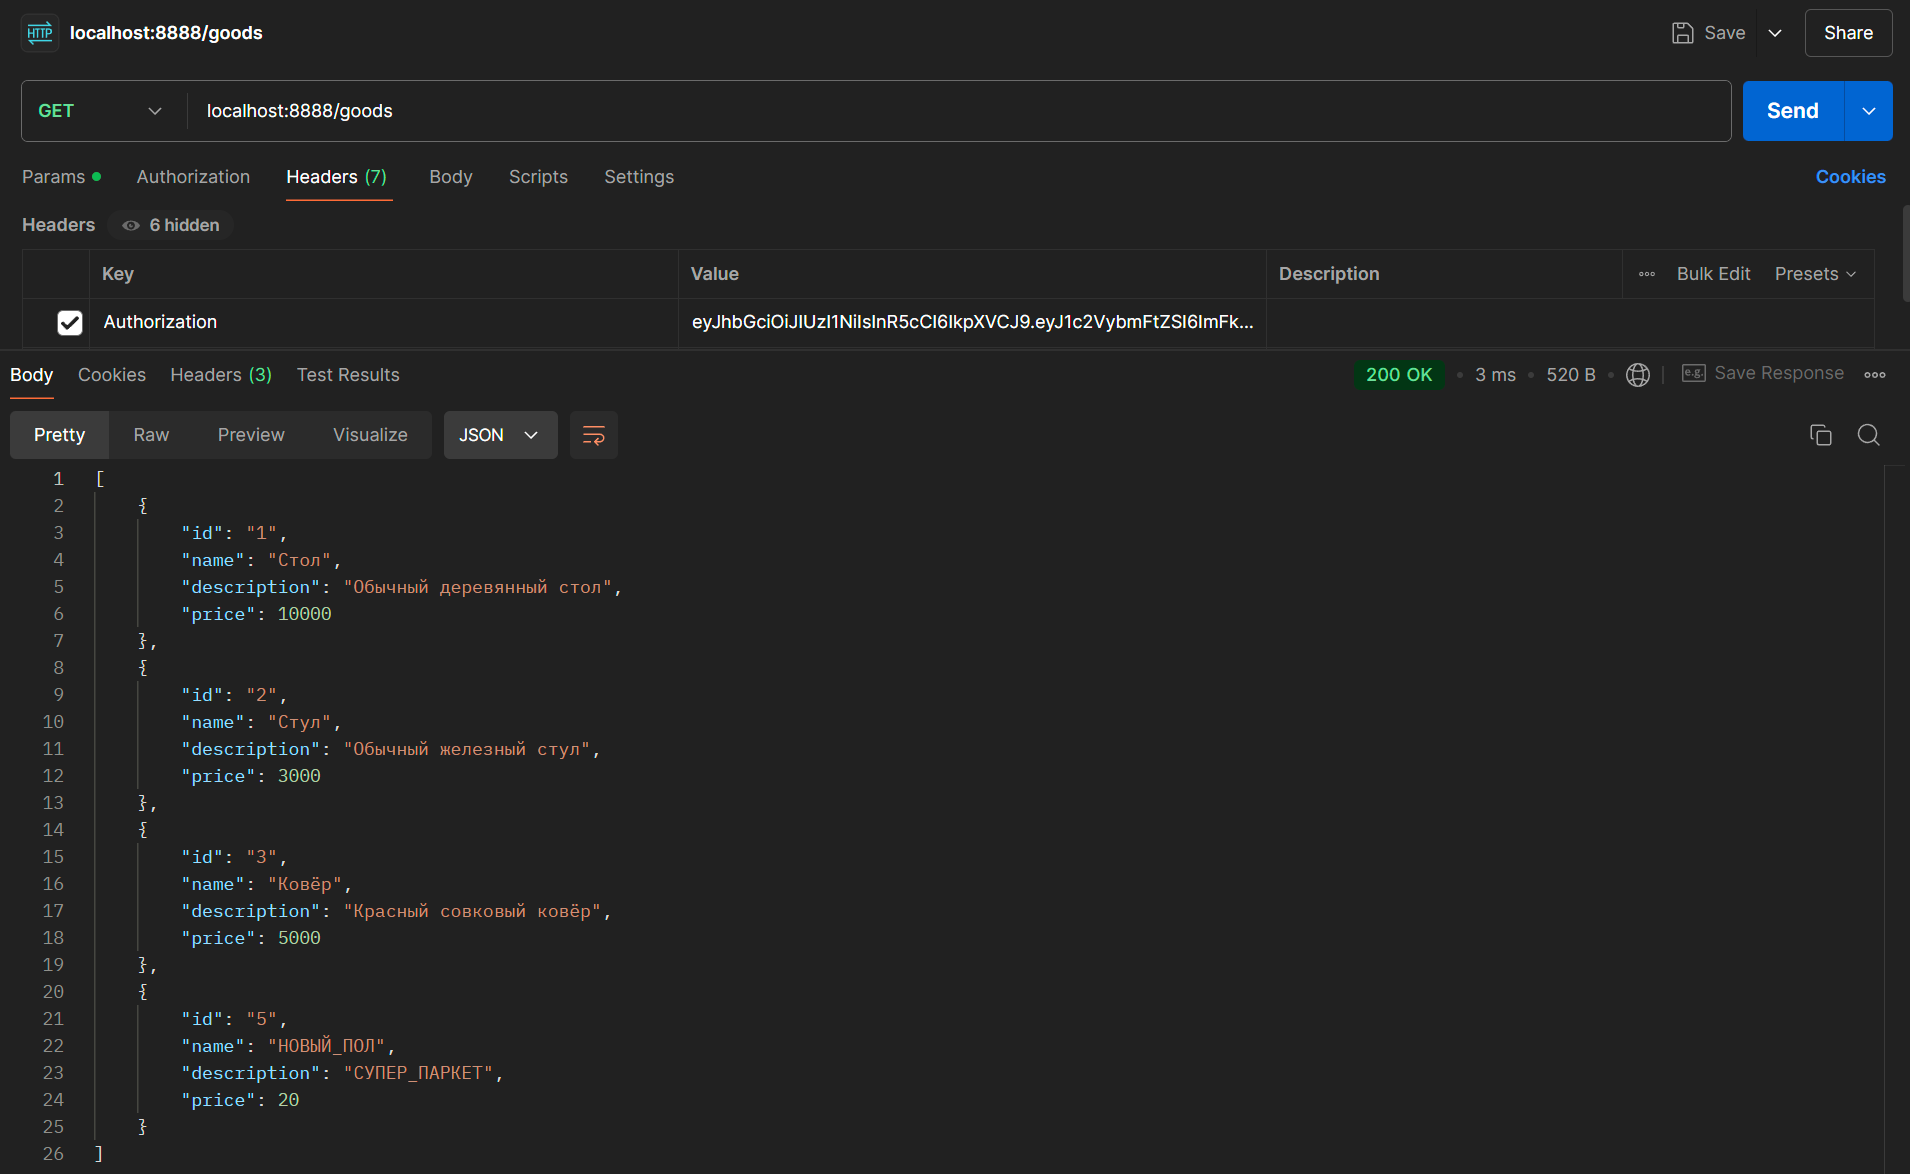 HTTP localhost:8888/goods Save Share
GET localhost:8888/goods Send
Params Authorization Headers (7) Body Scripts Settings Cookies
Headers 6 hidden
Key Value Description Bulk Edit Presets
Authorization eyJhbGciOiJIUzI1NiIsInR5cCI6IkpXVCJ9.eyJ1c2VybmFtZSI6ImFk...
Body Cookies Headers (3) Test Results 200 OK • 3 ms • 520 B • e.g. Save Response
Pretty Raw Preview Visualize JSON
1 [
2 {
3 "id": "1",
4 "name": "Стол",
5 "description": "Обычный деревянный стол",
6 "price": 10000
7 },
8 {
9 "id": "2",
10 "name": "Стул",
11 "description": "Обычный железный стул",
12 "price": 3000
13 },
14 {
15 "id": "3",
16 "name": "Ковёр",
17 "description": "Красный совковый ковёр",
18 "price": 5000
19 },
20 {
21 "id": "5",
22 "name": "НОВЫЙ_ПОЛ",
23 "description": "СУПЕР_ПАРКЕТ",
24 "price": 20
25 }
26 ]